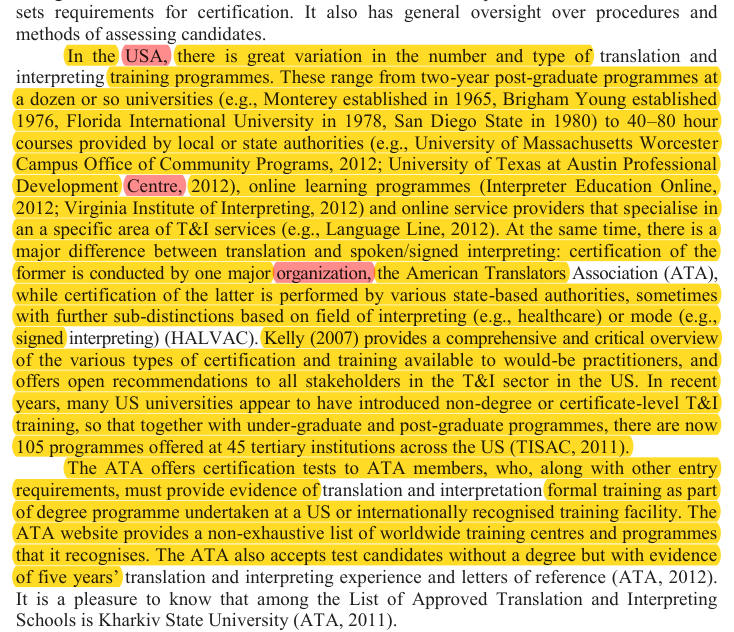 sets requirements for certification. It also has general oversight over procedures and
methods of assessing candidates.
In the USA, there is great variation in the number and type of translation and
interpreting training programmes. These range from two-year post-graduate programmes at
a dozen or so universities (e.g., Monterey established in 1965, Brigham Young established
1976, Florida International University in 1978, San Diego State in 1980) to 40–80 hour
courses provided by local or state authorities (e.g., University of Massachusetts Worcester
Campus Office of Community Programs, 2012; University of Texas at Austin Professional
Development Centre, 2012), online learning programmes (Interpreter Education Online,
2012; Virginia Institute of Interpreting, 2012) and online service providers that specialise in
an a specific area of T&I services (e.g., Language Line, 2012). At the same time, there is a
major difference between translation and spoken/signed interpreting: certification of the
former is conducted by one major organization, the American Translators Association (ATA),
while certification of the latter is performed by various state-based authorities, sometimes
with further sub-distinctions based on field of interpreting (e.g., healthcare) or mode (e.g.,
signed interpreting) (HALVAC). Kelly (2007) provides a comprehensive and critical overview
of the various types of certification and training available to would-be practitioners, and
offers open recommendations to all stakeholders in the T&I sector in the US. In recent
years, many US universities appear to have introduced non-degree or certificate-level T&I
training, so that together with under-graduate and post-graduate programmes, there are now
105 programmes offered at 45 tertiary institutions across the US (TISAC, 2011).
The ATA offers certification tests to ATA members, who, along with other entry
requirements, must provide evidence of translation and interpretation formal training as part
of degree programme undertaken at a US or internationally recognised training facility. The
ATA website provides a non-exhaustive list of worldwide training centres and programmes
that it recognises. The ATA also accepts test candidates without a degree but with evidence
of five years’ translation and interpreting experience and letters of reference (ATA, 2012).
It is a pleasure to know that among the List of Approved Translation and Interpreting
Schools is Kharkiv State University (ATA, 2011).